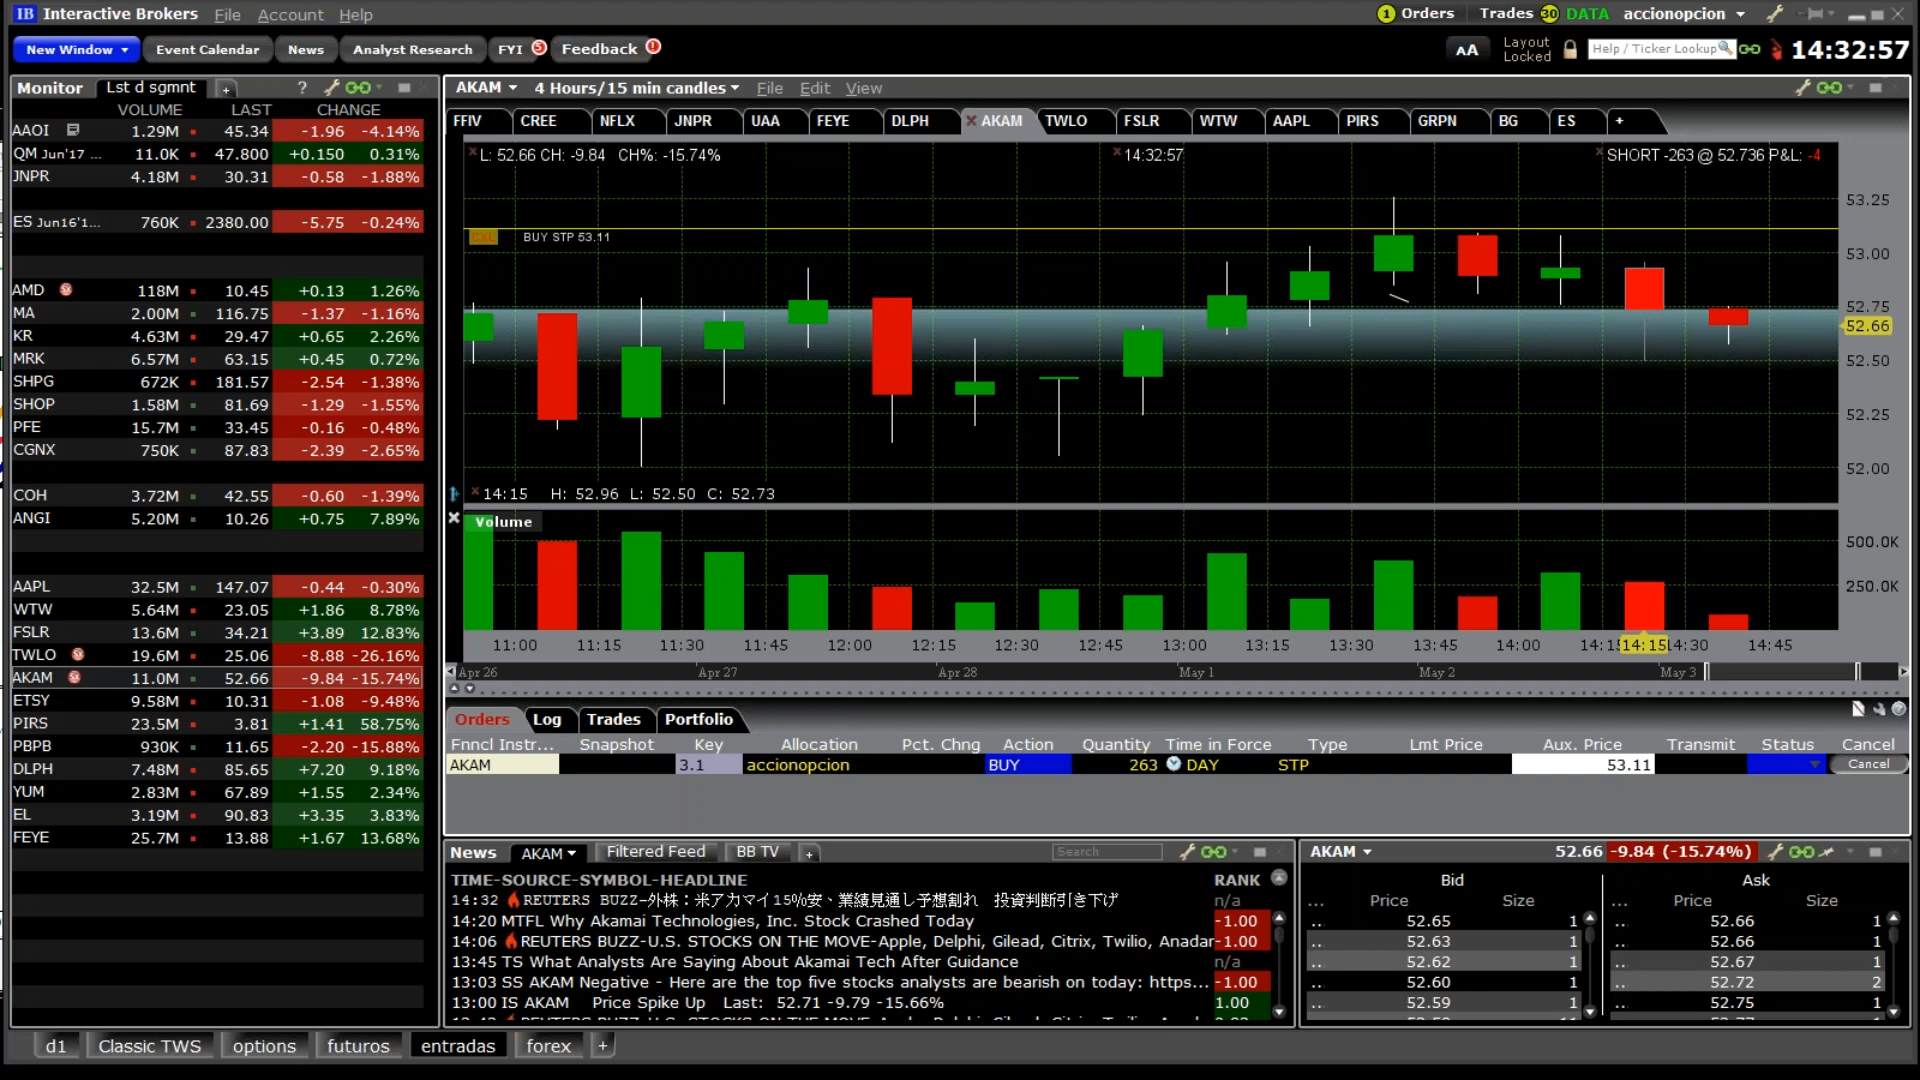 IB Interactive Brokers File Account Help 1 Orders Trades 30 DATA accionopcion
New Window Event Calendar News Analyst Research FYI 5 Feedback ! AA Layout Locked Help / Ticker Lookup 14:32:57
Monitor Lst d sgmnt + ?
VOLUME LAST CHANGE
AAOI 1.29M 45.34 -1.96 -4.14%
QM Jun'17 ... 11.0K 47.800 +0.150 0.31%
JNPR 4.18M 30.31 -0.58 -1.88%
ES Jun16'1... 760K 2380.00 -5.75 -0.24%
AMD 118M 10.45 +0.13 1.26%
MA 2.00M 116.75 -1.37 -1.16%
KR 4.63M 29.47 +0.65 2.26%
MRK 6.57M 63.15 +0.45 0.72%
SHPG 672K 181.57 -2.54 -1.38%
SHOP 1.58M 81.69 -1.29 -1.55%
PFE 15.7M 33.45 -0.16 -0.48%
CGNX 750K 87.83 -2.39 -2.65%
COH 3.72M 42.55 -0.60 -1.39%
ANGI 5.20M 10.26 +0.75 7.89%
AAPL 32.5M 147.07 -0.44 -0.30%
WTW 5.64M 23.05 +1.86 8.78%
FSLR 13.6M 34.21 +3.89 12.83%
TWLO 19.6M 25.06 -8.88 -26.16%
AKAM 11.0M 52.66 -9.84 -15.74%
ETSY 9.58M 10.31 -1.08 -9.48%
PIRS 23.5M 3.81 +1.41 58.75%
PBPB 930K 11.65 -2.20 -15.88%
DLPH 7.48M 85.65 +7.20 9.18%
YUM 2.83M 67.89 +1.55 2.34%
EL 3.19M 90.83 +3.35 3.83%
FEYE 25.7M 13.88 +1.67 13.68%
AKAM 4 Hours/15 min candles File Edit View
FFIV CREE NFLX JNPR UAA FEYE DLPH AKAM TWLO FSLR WTW AAPL PIRS GRPN BG ES +
L: 52.66 CH: -9.84 CH%: -15.74% 14:32:57 SHORT -263 @ 52.736 P&L: -4
53.25
CXL BUY STP 53.11
53.00
52.75
52.66
52.50
52.25
52.00
14:15 H: 52.96 L: 52.50 C: 52.73
Volume
500.0K
250.0K
11:00 11:15 11:30 11:45 12:00 12:15 12:30 12:45 13:00 13:15 13:30 13:45 14:00 14:15 14:30 14:45
Apr 26 Apr 27 Apr 28 May 1 May 2 May 3
Orders Log Trades Portfolio
Fnncl Instr... Snapshot Key Allocation Pct. Chng Action Quantity Time in Force Type Lmt Price Aux. Price Transmit Status Cancel
AKAM 3.1 accionopcion BUY 263 DAY STP 53.11 Cancel
News AKAM Filtered Feed BB TV + Search
TIME-SOURCE-SYMBOL-HEADLINE RANK
14:32 REUTERS BUZZ-外株：米アカマイ15%安、業績見通し予想割れ 投資判断引き下げ n/a
14:20 MTFL Why Akamai Technologies, Inc. Stock Crashed Today -1.00
14:06 REUTERS BUZZ-U.S. STOCKS ON THE MOVE-Apple, Delphi, Gilead, Citrix, Twilio, Anadar -1.00
13:45 TS What Analysts Are Saying About Akamai Tech After Guidance n/a
13:03 SS AKAM Negative - Here are the top five stocks analysts are bearish on today: https... -1.00
13:00 IS AKAM Price Spike Up Last: 52.71 -9.79 -15.66% 1.00
AKAM 52.66 -9.84 (-15.74%)
Bid Ask
... Price Size ... Price Size
... 52.65 1 ... 52.66 1
... 52.63 1 ... 52.66 1
... 52.62 1 ... 52.67 1
... 52.60 1 ... 52.72 2
... 52.59 1 ... 52.75 1
d1 Classic TWS options futuros entradas forex +